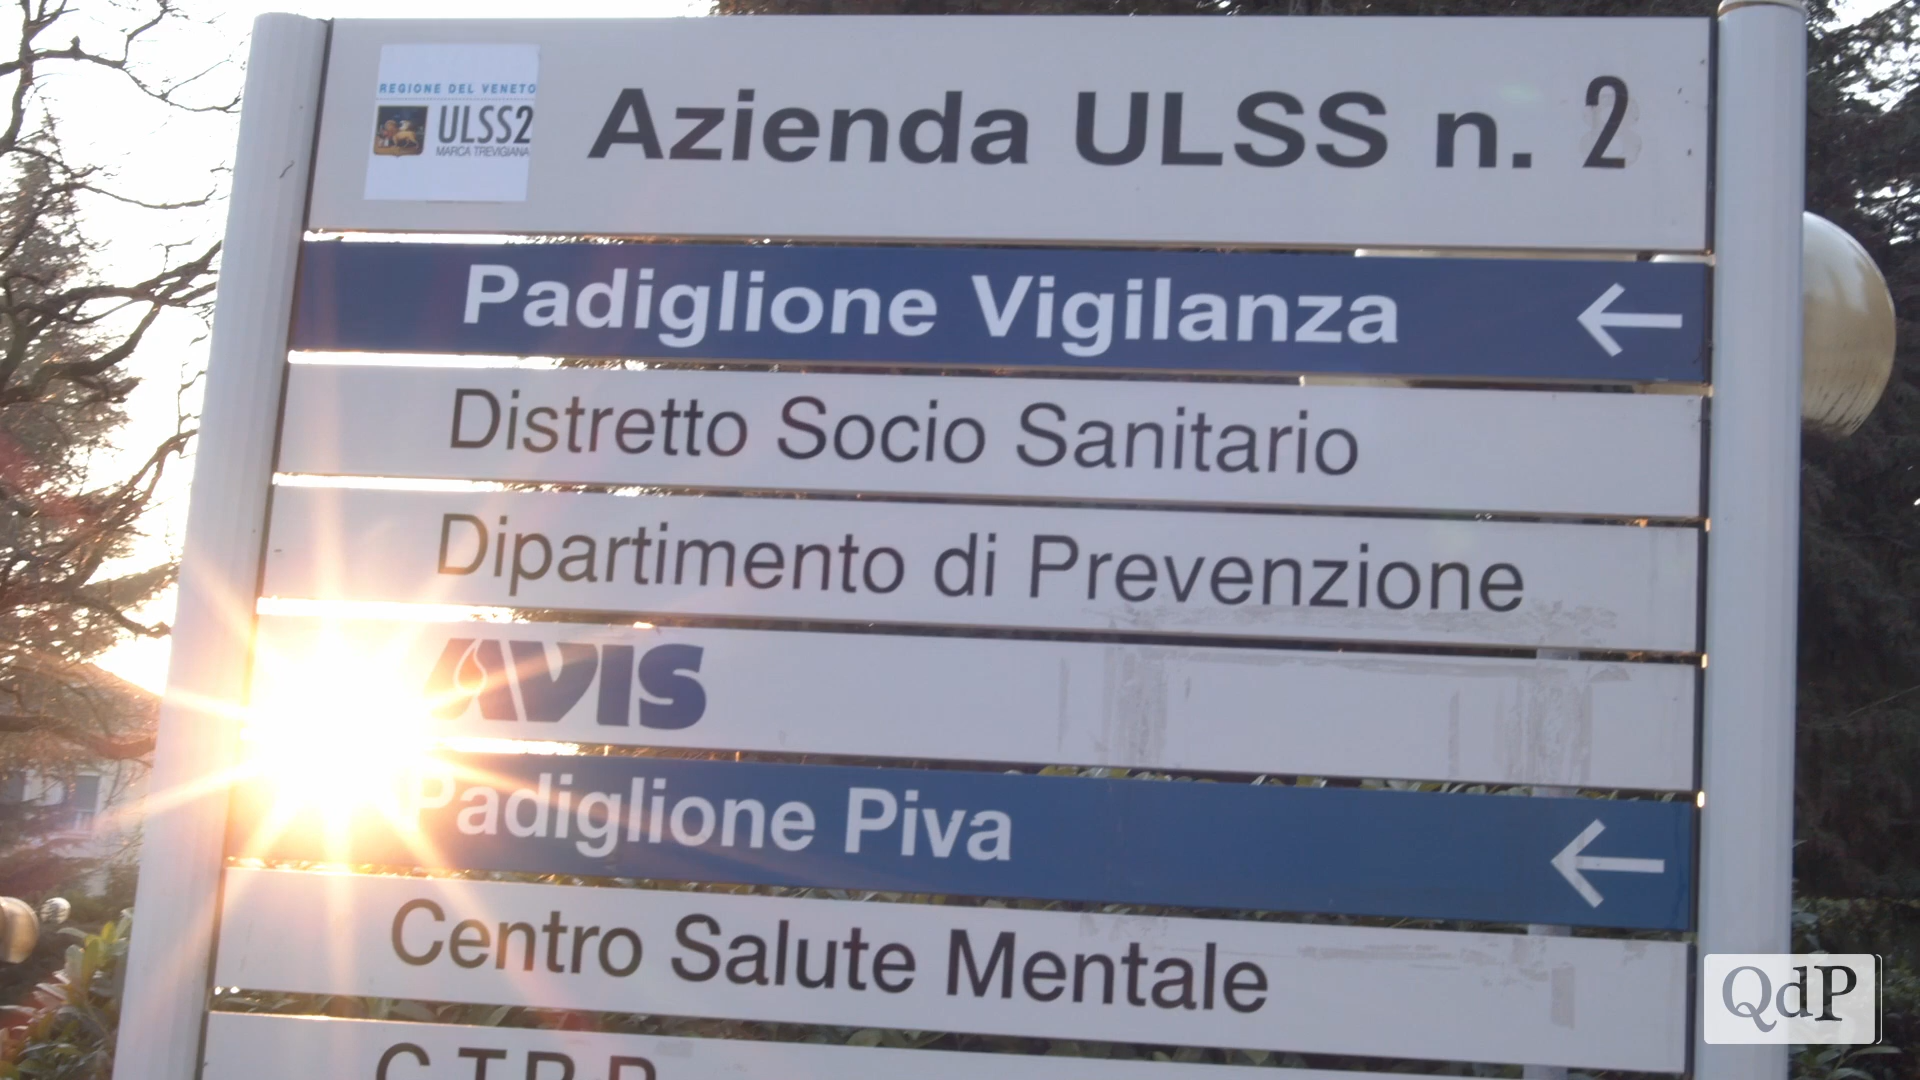 REGIONE DEL VENETO
ULSS2
MARCA TREVIGIANA
Azienda ULSS n. 2
Padiglione Vigilanza
Distretto Socio Sanitario
Dipartimento di Prevenzione
AVIS
Padiglione Piva
Centro Salute Mentale
QdP